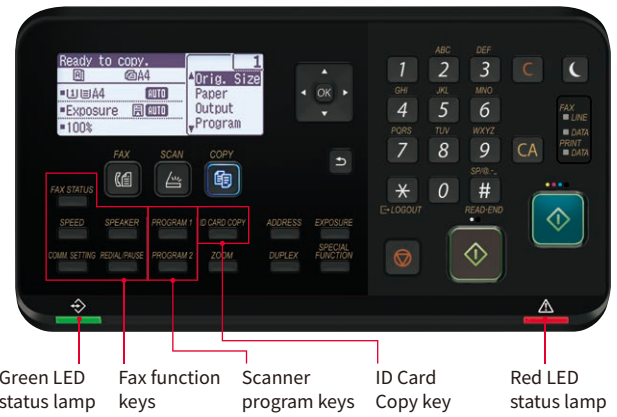 Ready to copy.
1
A4
Orig. Size
A4 AUTO
Paper
Exposure AUTO
Output
100%
Program
OK
FAX
SCAN
COPY
FAX STATUS
SPEED
SPEAKER
PROGRAM 1
ID CARD COPY
ADDRESS
EXPOSURE
COMM. SETTING
REDIAL/PAUSE
PROGRAM 2
ZOOM
DUPLEX
SPECIAL
FUNCTION
ABC
DEF
1
2
3
C
GHI
JKL
MNO
4
5
6
FAX
LINE
DATA
PRINT
DATA
PQRS
TUV
WXYZ
7
8
9
CA
SP/@.-_
*
0
#
LOGOUT
READ-END
Green LED
status lamp
Fax function
keys
Scanner
program keys
ID Card
Copy key
Red LED
status lamp